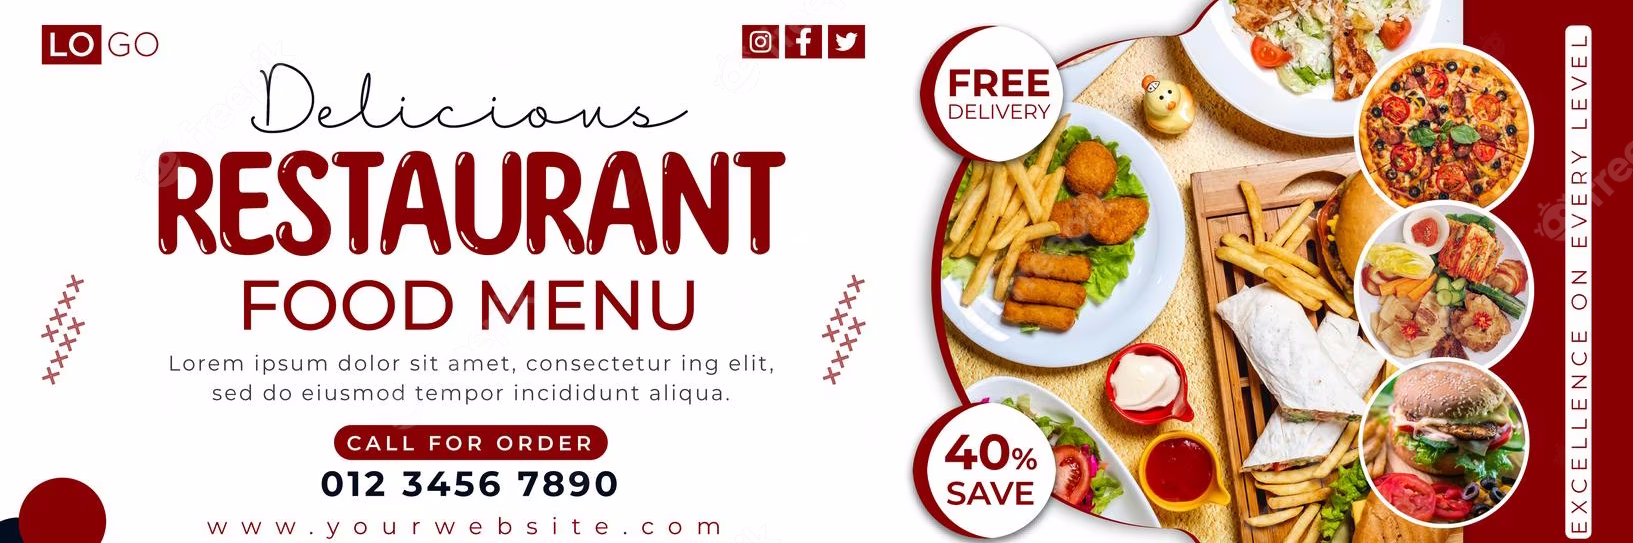 LOGO
Delicious
RESTAURANT
FOOD MENU
Lorem ipsum dolor sit amet, consectetur ing elit,
sed do eiusmod tempor incididunt aliqua.
CALL FOR ORDER
012 3456 7890
www.yourwebsite.com
FREE
DELIVERY
40%
SAVE
EXCELLENCE ON EVERY LEVEL